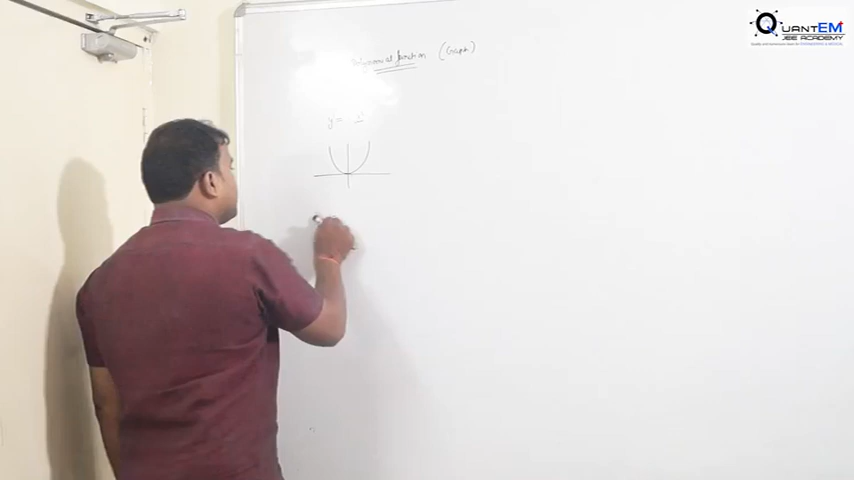 QUANTEM
JEE ACADEMY
Polynomial function (Graph)
y = x²